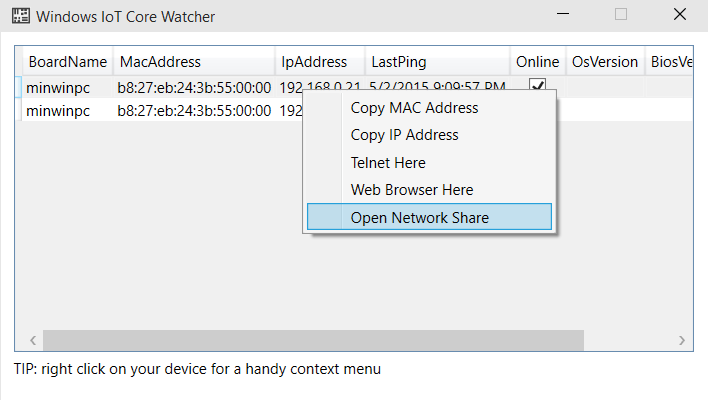 Windows IoT Core Watcher
BoardName MacAddress IpAddress LastPing Online OsVersion BiosVe
minwinpc b8:27:eb:24:3b:55:00:00 192.168.0.21 5/2/2015 9:09:57 PM
minwinpc b8:27:eb:24:3b:55:00:00 192
Copy MAC Address
Copy IP Address
Telnet Here
Web Browser Here
Open Network Share
TIP: right click on your device for a handy context menu